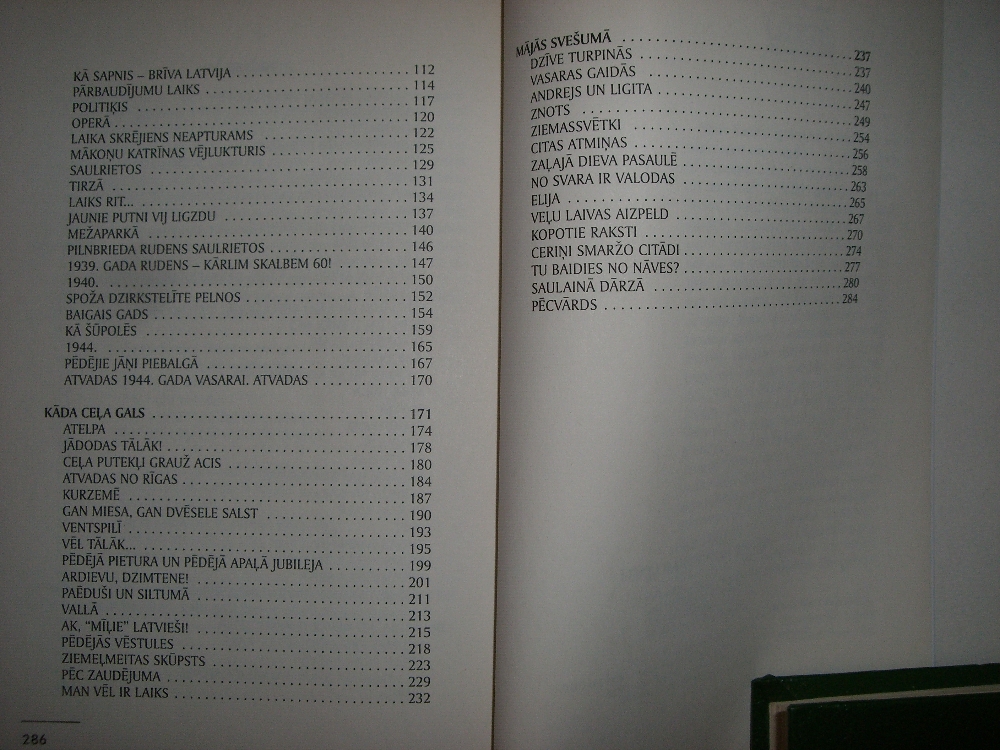 KĀ SAPNIS – BRĪVA LATVIJA . . . . . . . . . . . . . . . . . . . . . . . . 112
PĀRBAUDĪJUMU LAIKS . . . . . . . . . . . . . . . . . . . . . . . . . . . . 114
POLITIĶIS . . . . . . . . . . . . . . . . . . . . . . . . . . . . . . . . . . . . 117
OPERĀ . . . . . . . . . . . . . . . . . . . . . . . . . . . . . . . . . . . . . . 120
LAIKA SKRĒJIENS NEAPTURAMS . . . . . . . . . . . . . . . . . . . . . 122
MĀKOŅU KATRĪNAS VĒJLUKTURIS . . . . . . . . . . . . . . . . . . . 125
SAULRIETOS . . . . . . . . . . . . . . . . . . . . . . . . . . . . . . . . . . . 129
TIRZĀ . . . . . . . . . . . . . . . . . . . . . . . . . . . . . . . . . . . . . . . 131
LAIKS RIT... . . . . . . . . . . . . . . . . . . . . . . . . . . . . . . . . . . . 134
JAUNIE PUTNI VIJ LIGZDU . . . . . . . . . . . . . . . . . . . . . . . . . 137
MEŽAPARKĀ . . . . . . . . . . . . . . . . . . . . . . . . . . . . . . . . . . . 140
PILNBRIEDA RUDENS SAULRIETOS . . . . . . . . . . . . . . . . . . . 146
1939. GADA RUDENS – KĀRLIM SKALBEM 60! . . . . . . . . . . 147
1940. . . . . . . . . . . . . . . . . . . . . . . . . . . . . . . . . . . . . . . . 150
SPOŽA DZIRKSTELĪTE PELNOS . . . . . . . . . . . . . . . . . . . . . . 152
BAIGAIS GADS . . . . . . . . . . . . . . . . . . . . . . . . . . . . . . . . . . 154
KĀ ŠŪPOLĒS . . . . . . . . . . . . . . . . . . . . . . . . . . . . . . . . . . . 159
1944. . . . . . . . . . . . . . . . . . . . . . . . . . . . . . . . . . . . . . . . 165
PĒDĒJIE JĀŅI PIEBALGĀ . . . . . . . . . . . . . . . . . . . . . . . . . . . 167
ATVADAS 1944. GADA VASARAI. ATVADAS . . . . . . . . . . . . . 170
KĀDA CEĻA GALS . . . . . . . . . . . . . . . . . . . . . . . . . . . . . . . 171
ATELPA . . . . . . . . . . . . . . . . . . . . . . . . . . . . . . . . . . . . . . 174
JĀDODAS TĀLĀK! . . . . . . . . . . . . . . . . . . . . . . . . . . . . . . . 178
CEĻA PUTEKĻI GRAUŽ ACIS . . . . . . . . . . . . . . . . . . . . . . . . 180
ATVADAS NO RĪGAS . . . . . . . . . . . . . . . . . . . . . . . . . . . . . 184
KURZEMĒ . . . . . . . . . . . . . . . . . . . . . . . . . . . . . . . . . . . . 187
GAN MIESA, GAN DVĒSELE SALST . . . . . . . . . . . . . . . . . . . 190
VENTSPILĪ . . . . . . . . . . . . . . . . . . . . . . . . . . . . . . . . . . . . 193
VĒL TĀLĀK... . . . . . . . . . . . . . . . . . . . . . . . . . . . . . . . . . . 195
PĒDĒJĀ PIETURA UN PĒDĒJĀ APAĻĀ JUBILEJA . . . . . . . . . . 199
ARDIEVU, DZIMTENE! . . . . . . . . . . . . . . . . . . . . . . . . . . . . 201
PAĒDUŠI UN SILTUMĀ . . . . . . . . . . . . . . . . . . . . . . . . . . . 211
VALLĀ . . . . . . . . . . . . . . . . . . . . . . . . . . . . . . . . . . . . . . . 213
AK, “MĪĻIE” LATVIEŠI! . . . . . . . . . . . . . . . . . . . . . . . . . . . . 215
PĒDĒJĀS VĒSTULES . . . . . . . . . . . . . . . . . . . . . . . . . . . . . . 218
ZIEMEĻMEITAS SKŪPSTS . . . . . . . . . . . . . . . . . . . . . . . . . . 223
PĒC ZAUDĒJUMA . . . . . . . . . . . . . . . . . . . . . . . . . . . . . . . 229
MAN VĒL IR LAIKS . . . . . . . . . . . . . . . . . . . . . . . . . . . . . . 232
286
MĀJĀS SVEŠUMĀ . . . . . . . . . . . . . . . . . . . . . . . . . . . . . . . 237
DZĪVE TURPINĀS . . . . . . . . . . . . . . . . . . . . . . . . . . . . . . . . 237
VASARAS GAIDĀS . . . . . . . . . . . . . . . . . . . . . . . . . . . . . . . 240
ANDREJS UN LIGITA . . . . . . . . . . . . . . . . . . . . . . . . . . . . . 247
ZNOTS . . . . . . . . . . . . . . . . . . . . . . . . . . . . . . . . . . . . . . . 249
ZIEMASSVĒTKI . . . . . . . . . . . . . . . . . . . . . . . . . . . . . . . . . 254
CITAS ATMIŅAS . . . . . . . . . . . . . . . . . . . . . . . . . . . . . . . . 256
ZAĻAJĀ DIEVA PASAULĒ . . . . . . . . . . . . . . . . . . . . . . . . . . 258
NO SVARA IR VALODAS . . . . . . . . . . . . . . . . . . . . . . . . . . 263
ELIJA . . . . . . . . . . . . . . . . . . . . . . . . . . . . . . . . . . . . . . . . 265
VEĻU LAIVAS AIZPELD . . . . . . . . . . . . . . . . . . . . . . . . . . . . 267
KOPOTIE RAKSTI . . . . . . . . . . . . . . . . . . . . . . . . . . . . . . . 270
CERIŅI SMARŽO CITĀDI . . . . . . . . . . . . . . . . . . . . . . . . . . . 274
TU BAIDIES NO NĀVES? . . . . . . . . . . . . . . . . . . . . . . . . . . 277
SAULAINĀ DĀRZĀ . . . . . . . . . . . . . . . . . . . . . . . . . . . . . . 280
PĒCVĀRDS . . . . . . . . . . . . . . . . . . . . . . . . . . . . . . . . . . . 284